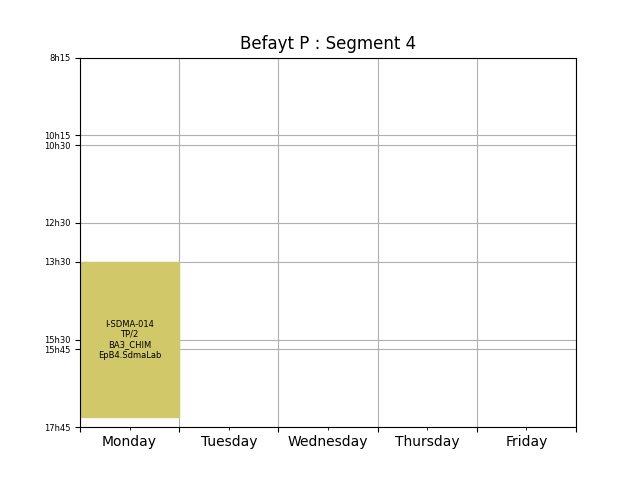 Befayt P : Segment 4
8h15
10h15
10h30
12h30
13h30
I-SDMA-014
TP/2
BA3_CHIM
EpB4.SdmaLab
15h30
15h45
17h45
Monday Tuesday Wednesday Thursday Friday